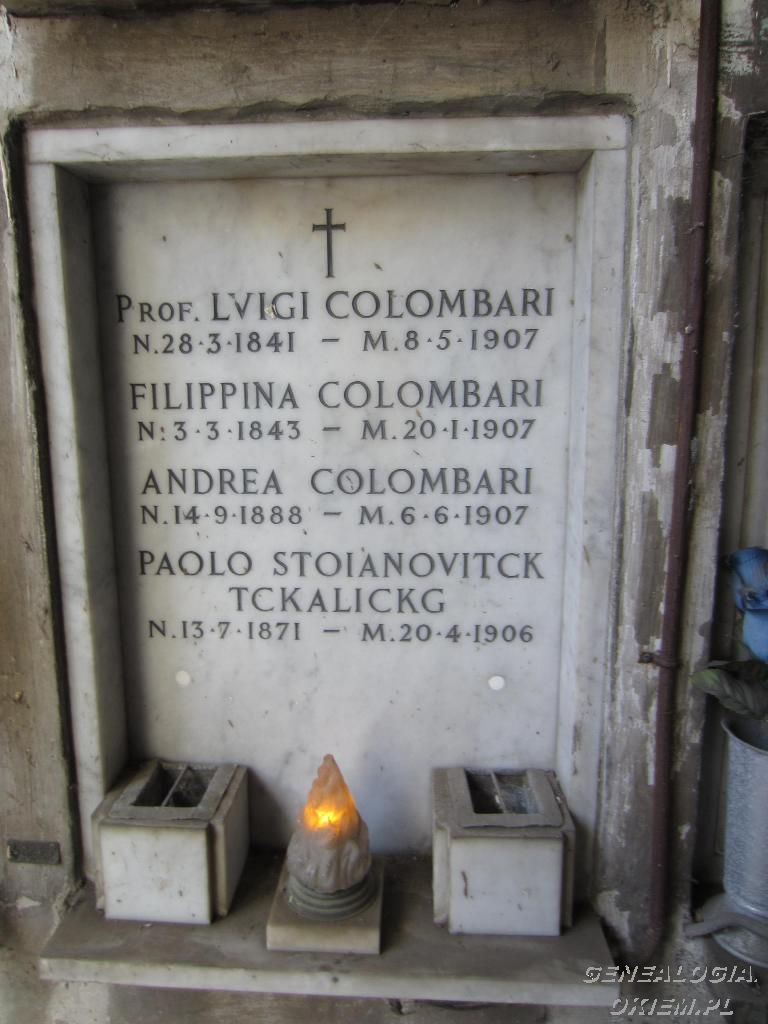 PROF. LVIGI COLOMBARI
N.28·3·1841 – M.8·5·1907
FILIPPINA COLOMBARI
N.3·3·1843 – M.20·1·1907
ANDREA COLOMBARI
N.14·9·1888 – M.6·6·1907
PAOLO STOIANOVITCK
TCKALICKG
N.13·7·1871 – M.20·4·1906
GENEALOGIA.
OKIEM.PL